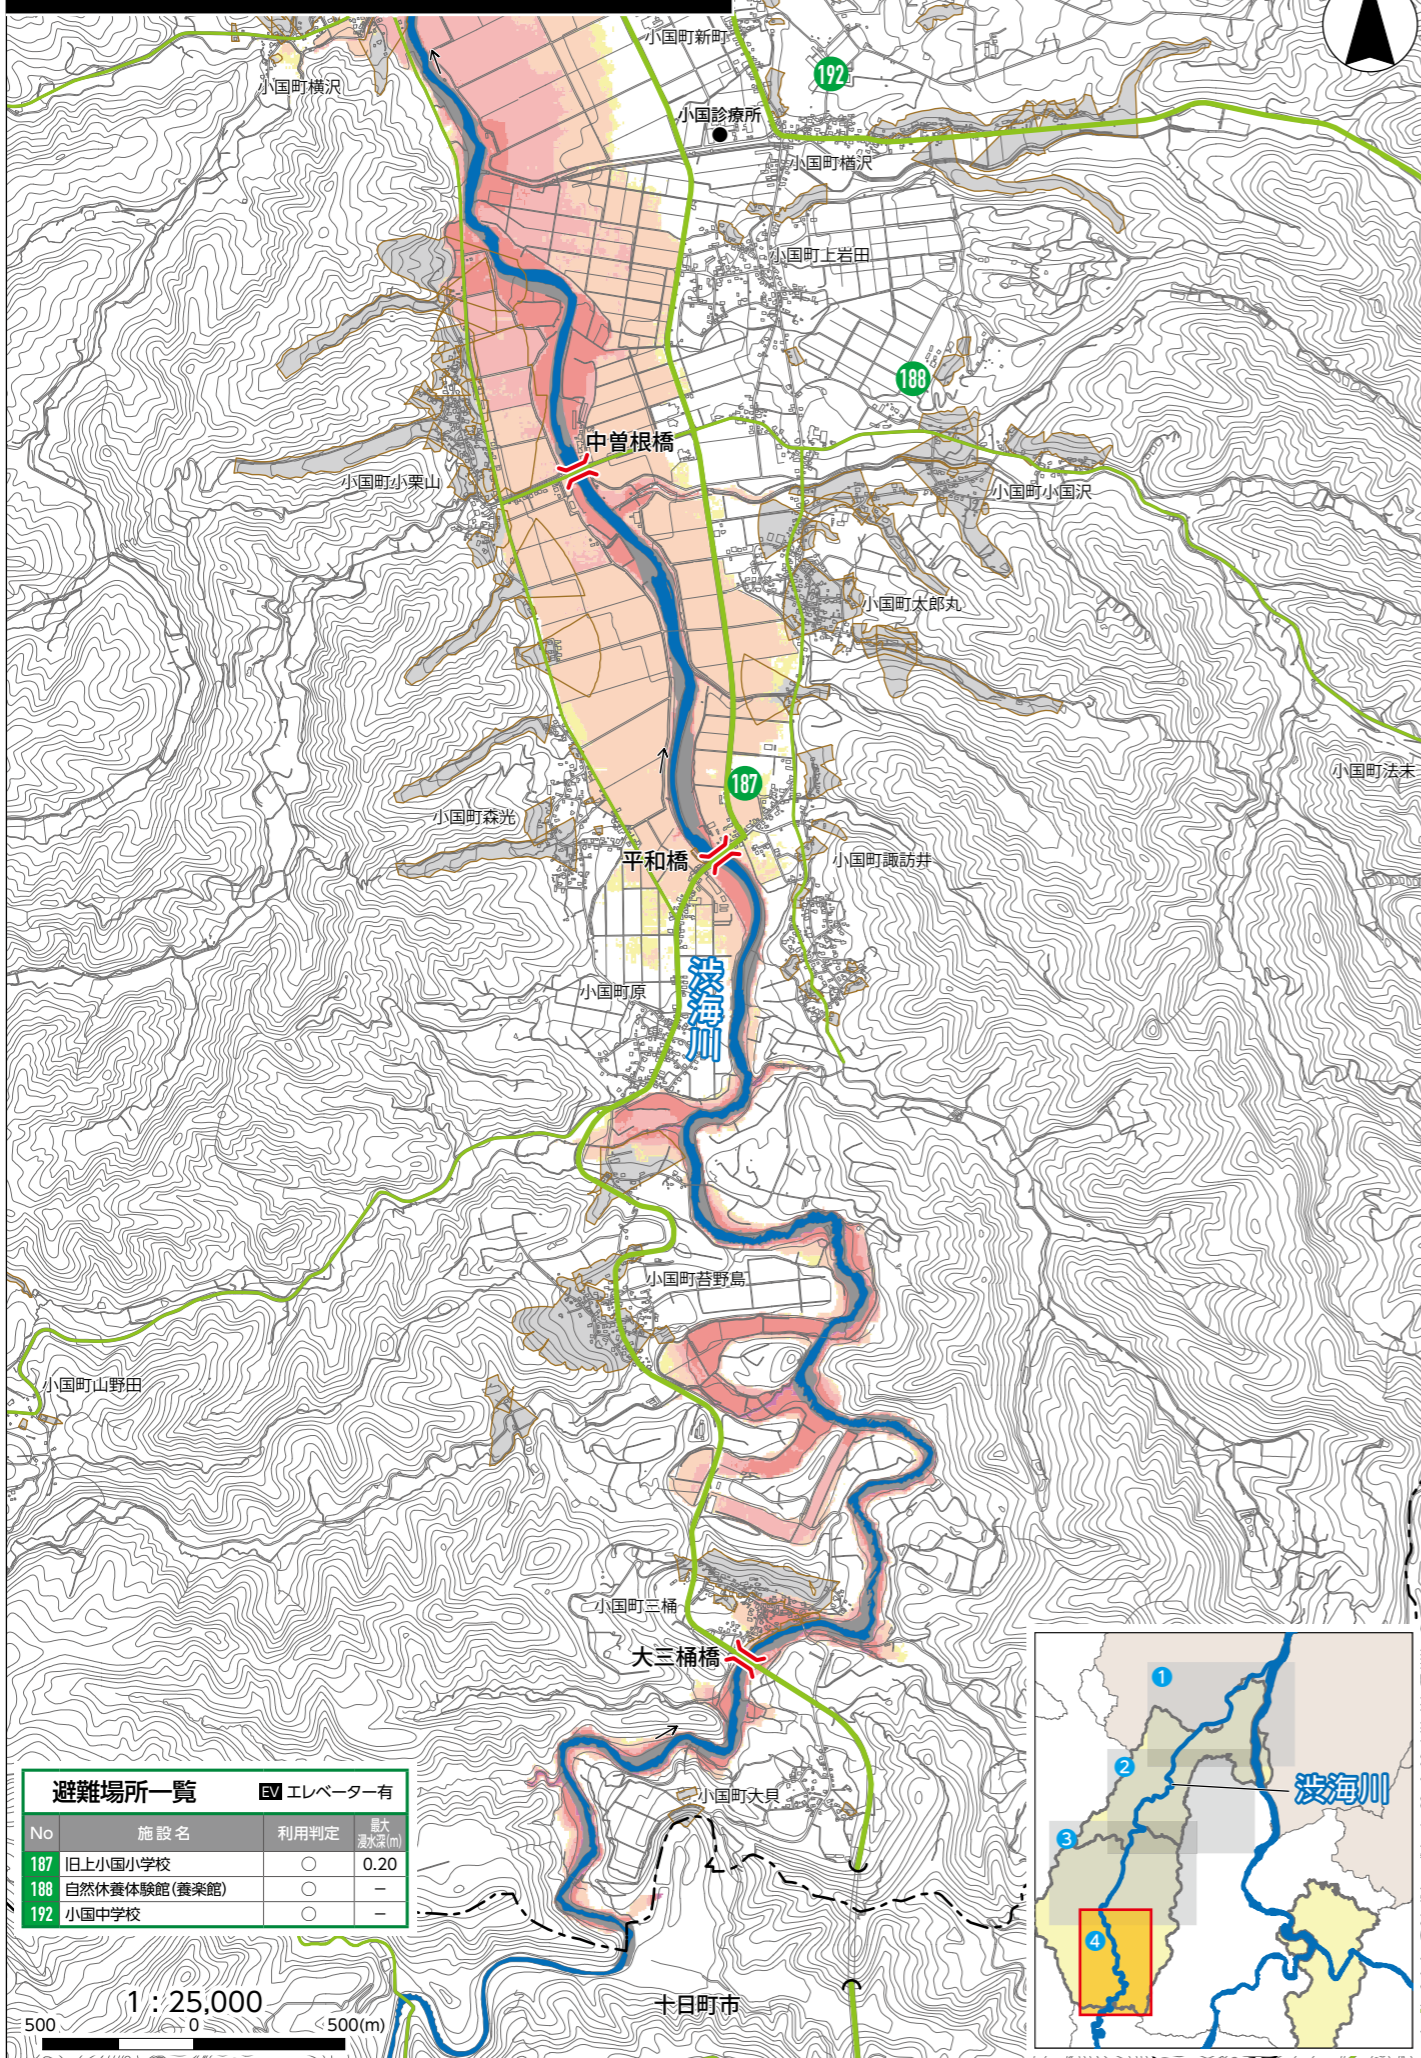 小国町新町
192
小国町横沢
小国診療所
小国町楢沢
小国町上岩田
188
中曽根橋
小国町小栗山
小国町小国沢
小国町太郎丸
小国町法末
187
小国町森光
平和橋
小国町諏訪井
渋海川
小国町原
小国町苔野島
小国町山野田
小国町三桶
大三桶橋
小国町大貝
十日町市
避難場所一覧
EV エレベーター有
No 施設名 利用判定 最大浸水深(m)
187 旧上小国小学校 ○ 0.20
188 自然休養体験館(養楽館) ○ −
192 小国中学校 ○ −
1:25,000
500 0 500(m)
1
2
渋海川
3
4